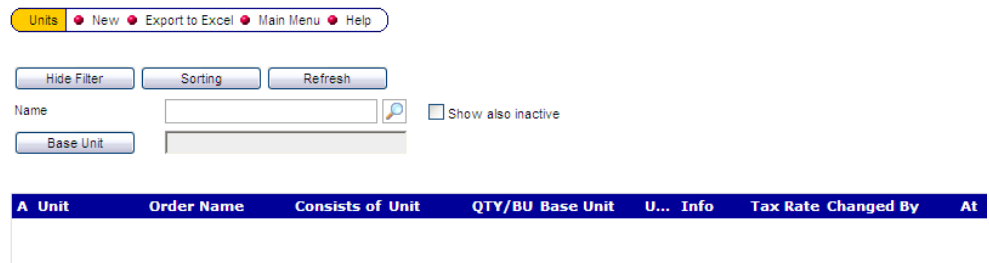 Units New Export to Excel Main Menu Help
Hide Filter Sorting Refresh
Name Show also inactive
Base Unit
A Unit Order Name Consists of Unit QTY/BU Base Unit U... Info Tax Rate Changed By At